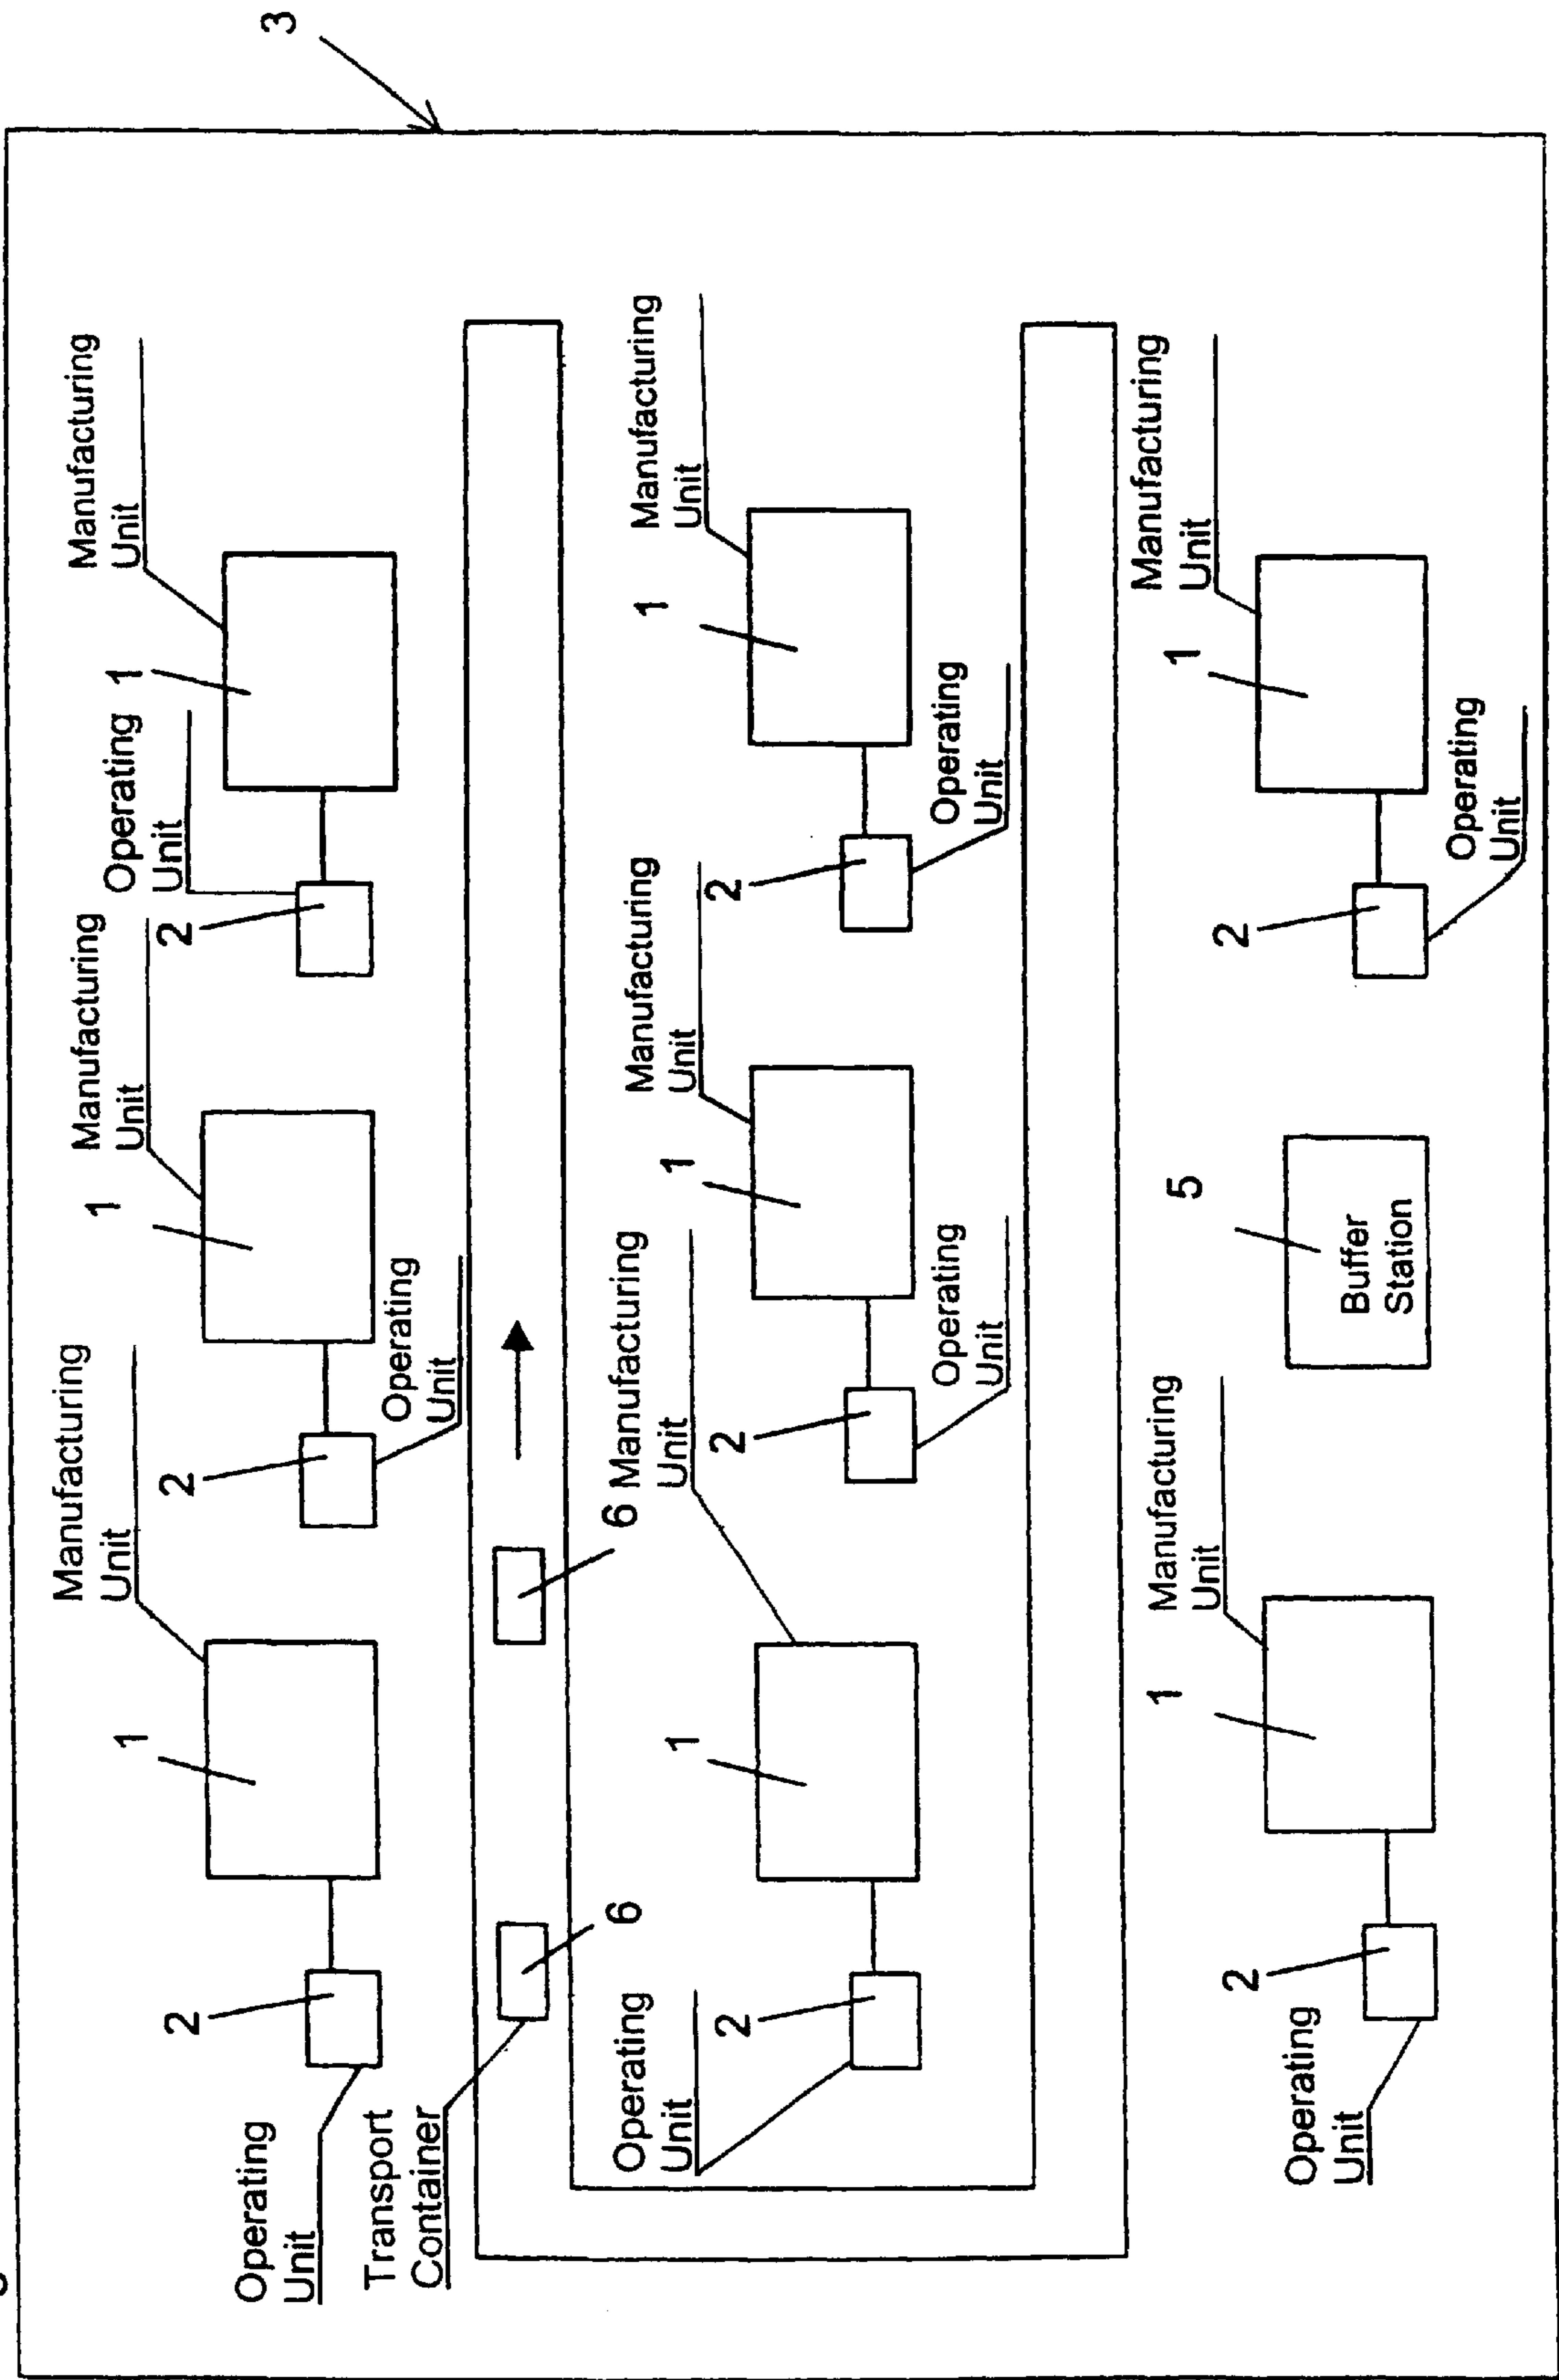 3
Manufacturing
Unit
1
2
Operating
Unit
Manufacturing
Unit
1
2
Operating
Unit
Manufacturing
Unit
1
Operating
Unit
2
Transport
Container
6
6
Manufacturing
Unit
1
Operating
Unit
2
Manufacturing
Unit
1
2
Operating
Unit
Manufacturing
Unit
1
2
Operating
Unit
Manufacturing
Unit
1
2
Operating
Unit
5
Buffer
Station
Manufacturing
Unit
1
2
Operating
Unit